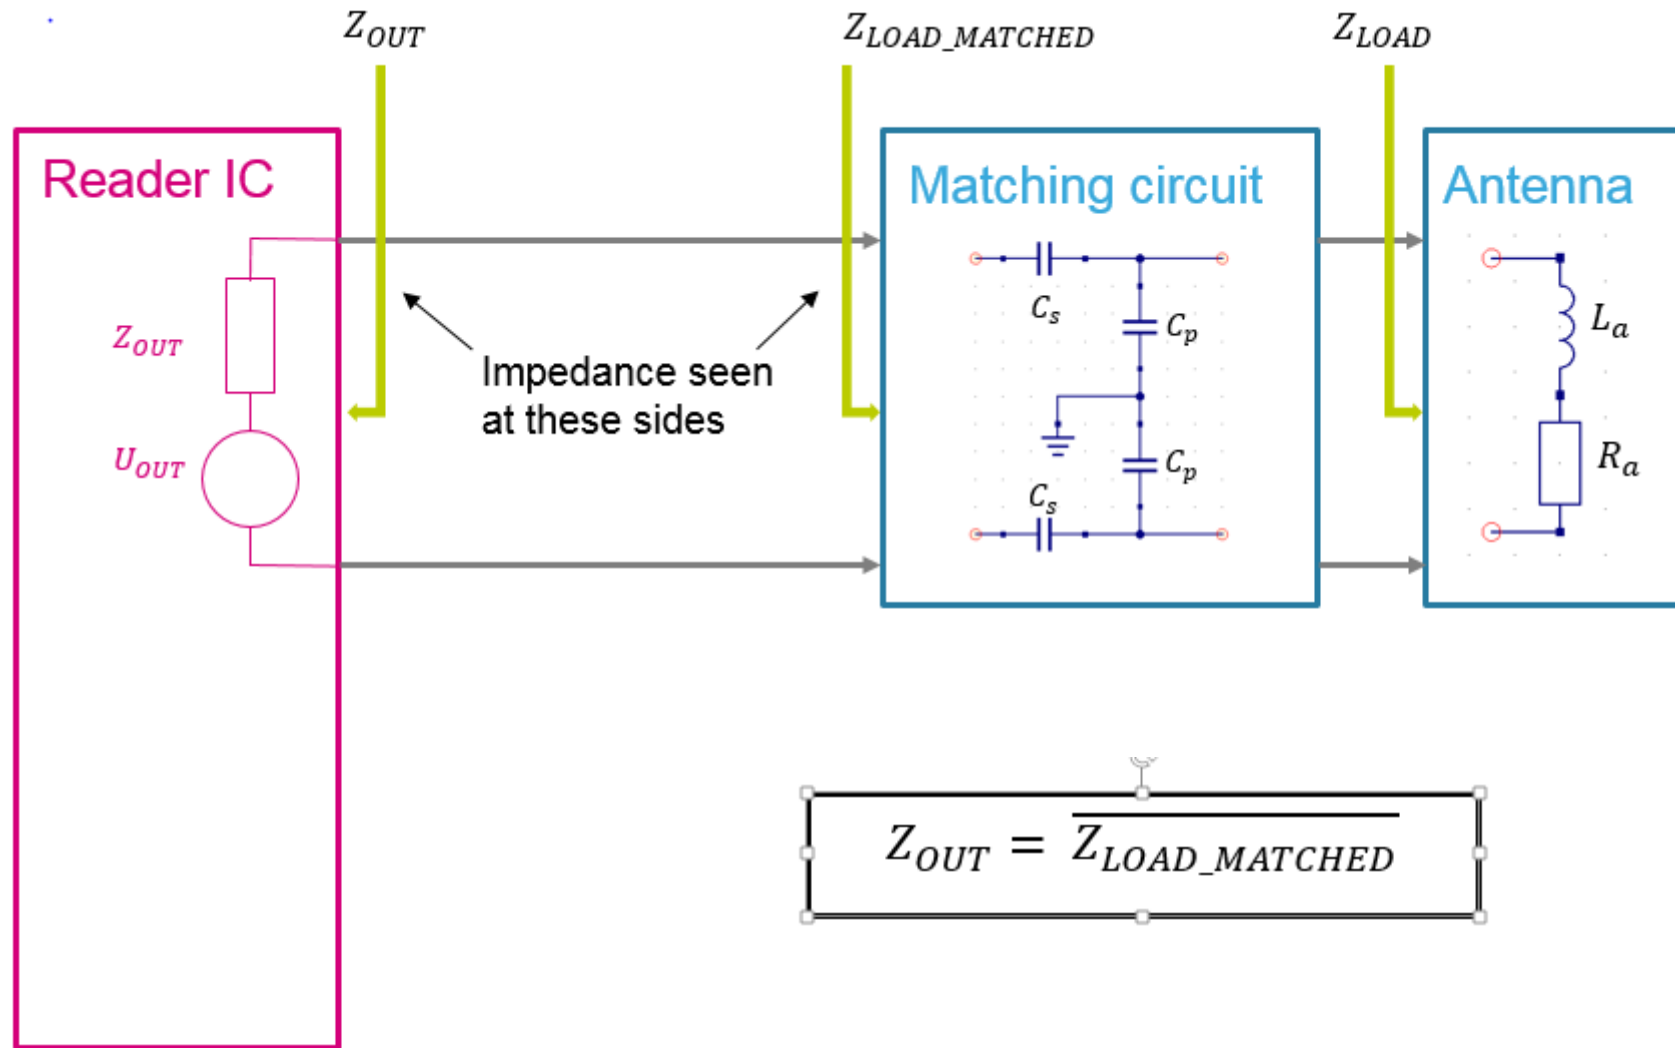 Z_OUT
Z_LOAD_MATCHED
Z_LOAD
Reader IC
Matching circuit
Antenna
Z_OUT
U_OUT
Impedance seen
at these sides
C_s
C_p
C_p
C_s
L_a
R_a
Z_OUT = \overline{Z_LOAD_MATCHED}